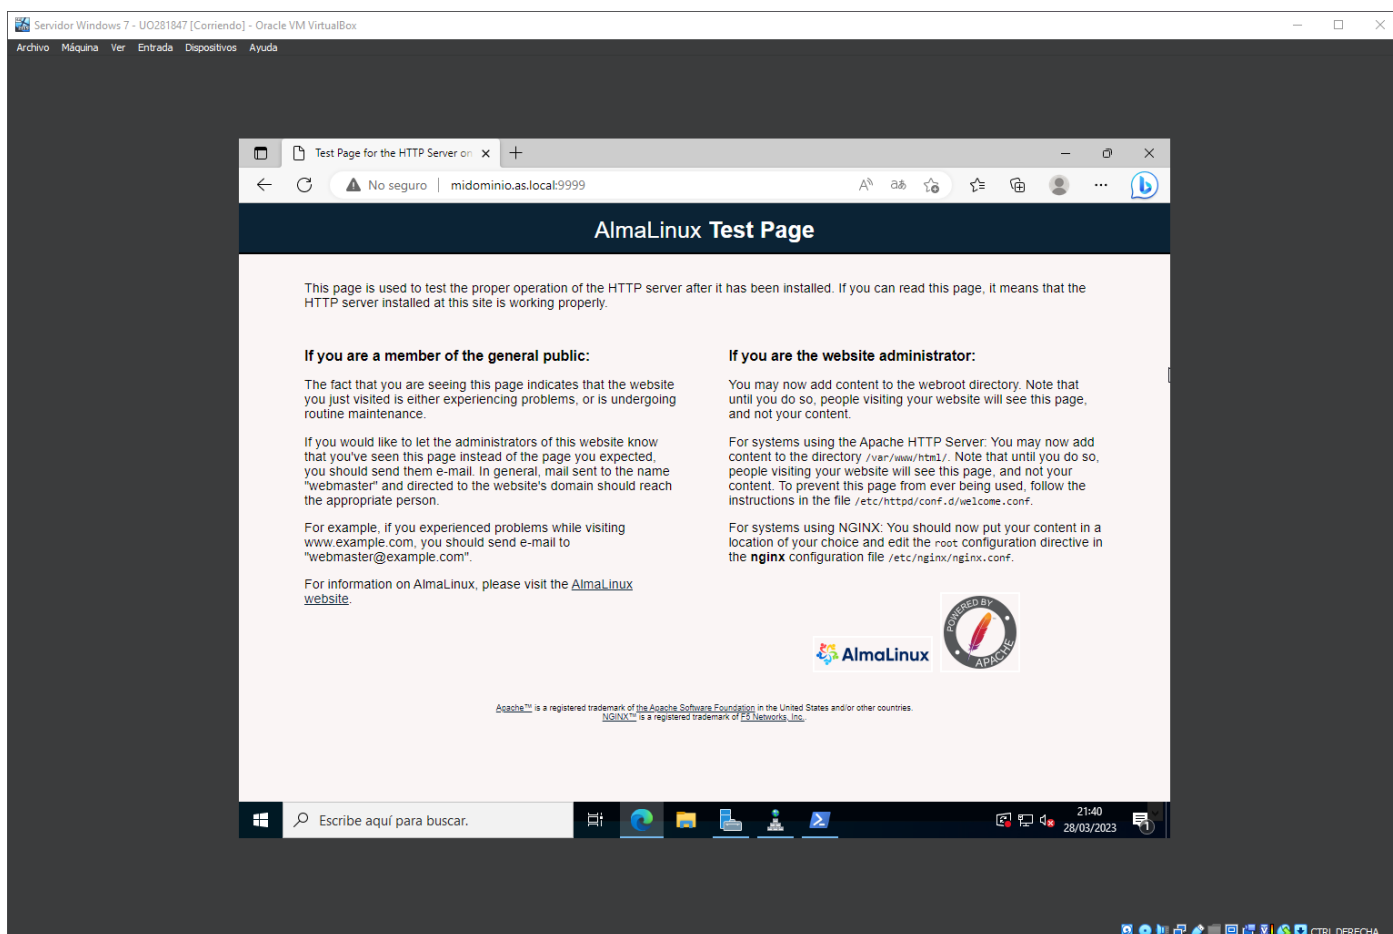 Servidor Windows 7 - UO281847 [Corriendo] - Oracle VM VirtualBox
Archivo Máquina Ver Entrada Dispositivos Ayuda
Test Page for the HTTP Server on
No seguro midominio.as.local:9999
AlmaLinux Test Page
This page is used to test the proper operation of the HTTP server after it has been installed. If you can read this page, it means that the
HTTP server installed at this site is working properly.
If you are a member of the general public:
The fact that you are seeing this page indicates that the website
you just visited is either experiencing problems, or is undergoing
routine maintenance.
If you would like to let the administrators of this website know
that you've seen this page instead of the page you expected,
you should send them e-mail. In general, mail sent to the name
"webmaster" and directed to the website's domain should reach
the appropriate person.
For example, if you experienced problems while visiting
www.example.com, you should send e-mail to
"webmaster@example.com".
For information on AlmaLinux, please visit the AlmaLinux
website.
If you are the website administrator:
You may now add content to the webroot directory. Note that
until you do so, people visiting your website will see this page,
and not your content.
For systems using the Apache HTTP Server: You may now add
content to the directory /var/www/html/. Note that until you do so,
people visiting your website will see this page, and not your
content. To prevent this page from ever being used, follow the
instructions in the file /etc/httpd/conf.d/welcome.conf.
For systems using NGINX: You should now put your content in a
location of your choice and edit the root configuration directive in
the nginx configuration file /etc/nginx/nginx.conf.
AlmaLinux
POWERED BY
APACHE
Apache™ is a registered trademark of the Apache Software Foundation in the United States and/or other countries.
NGINX™ is a registered trademark of F5 Networks, Inc..
Escribe aquí para buscar.
21:40
28/03/2023
1
CTRL DERECHA